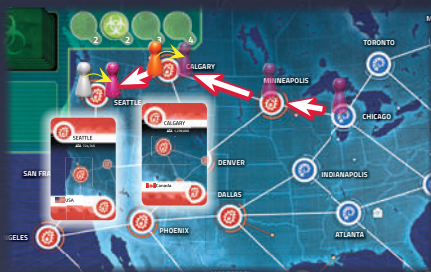 2
2
3
4
TORONTO
CALGARY
MINNEAPOLIS
SEATTLE
CHICAGO
SEATTLE
CALGARY
DENVER
SAN FRA
INDIANAPOLIS
USA
Canada
DALLAS
GELES
PHOENIX
ATLANTA